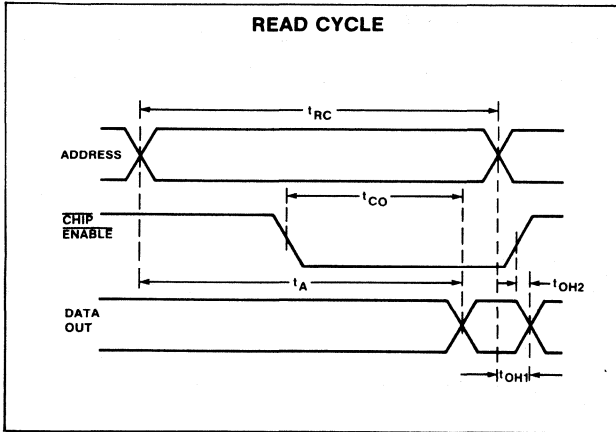 READ CYCLE
tRC
ADDRESS
tCO
CHIP
ENABLE
tA
tOH2
DATA
OUT
tOH1